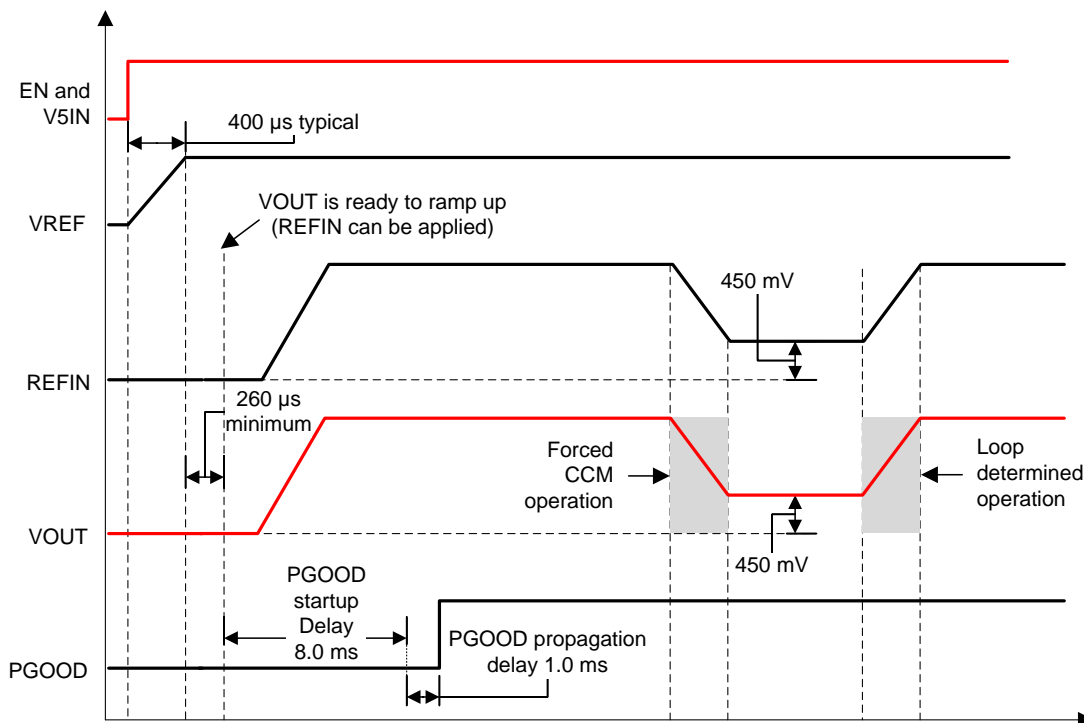 EN and
V5IN
400 µs typical
VREF
VOUT is ready to ramp up
(REFIN can be applied)
450 mV
REFIN
260 µs
minimum
Forced
CCM
operation
Loop
determined
operation
VOUT
450 mV
PGOOD
startup
Delay
8.0 ms
PGOOD propagation
delay 1.0 ms
PGOOD